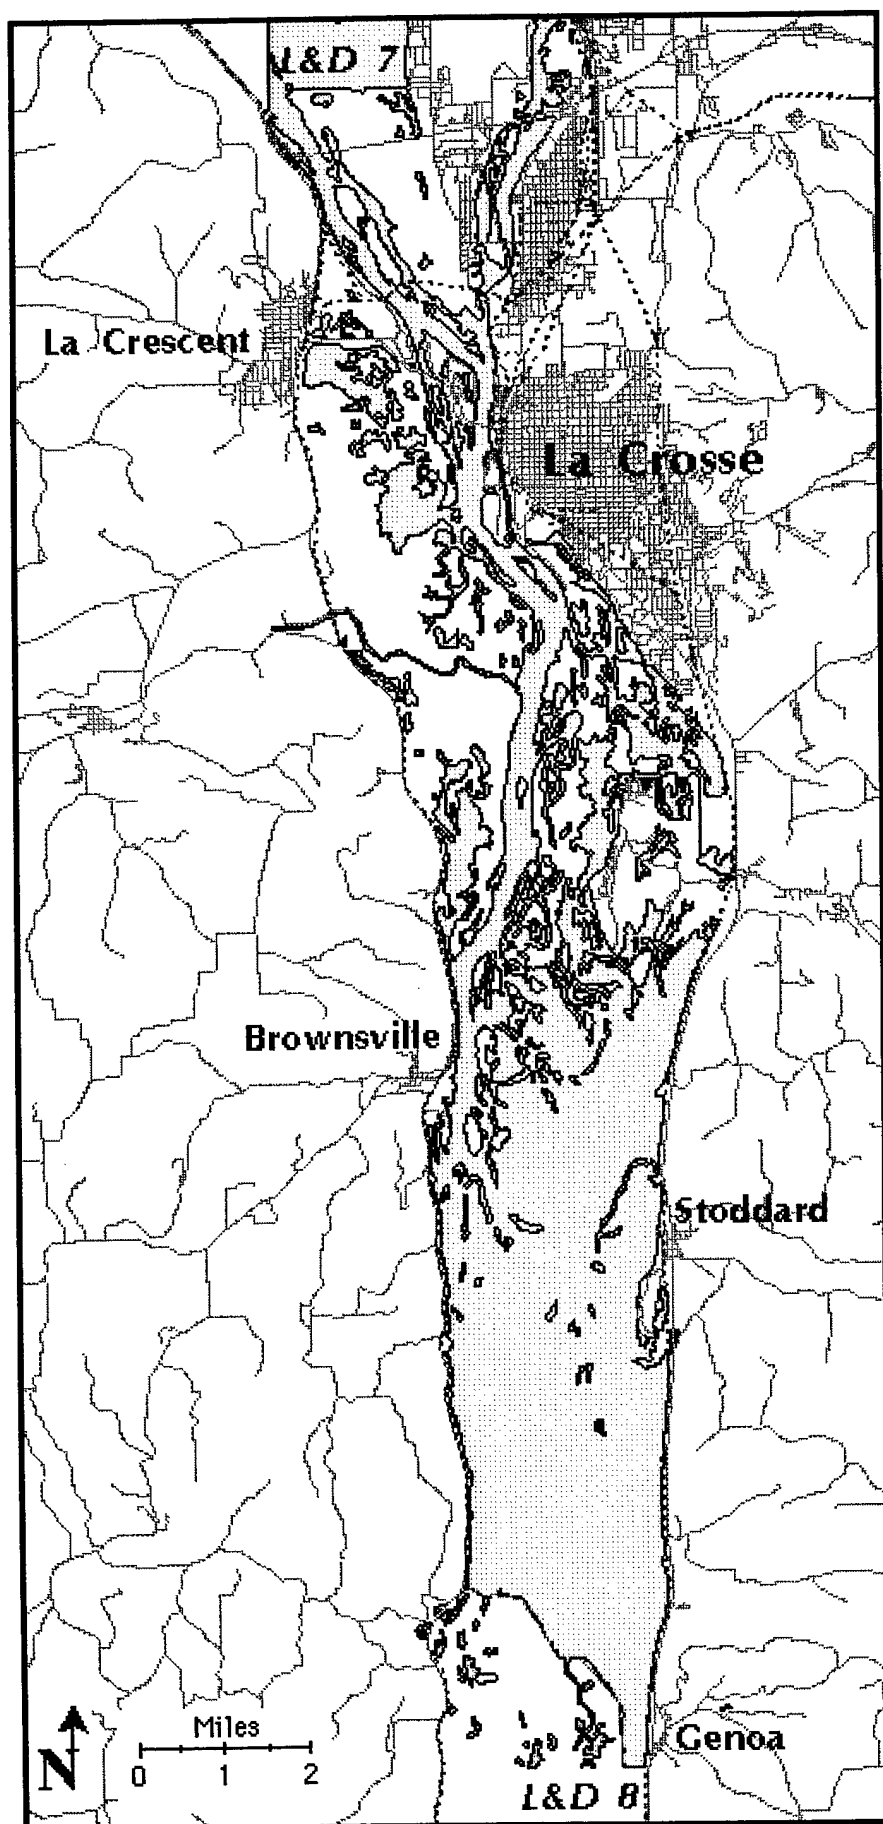 L&D 7
La Crescent
La Crosse
Brownsville
Stoddard
Miles
N
0 1 2
Genoa
L&D 8